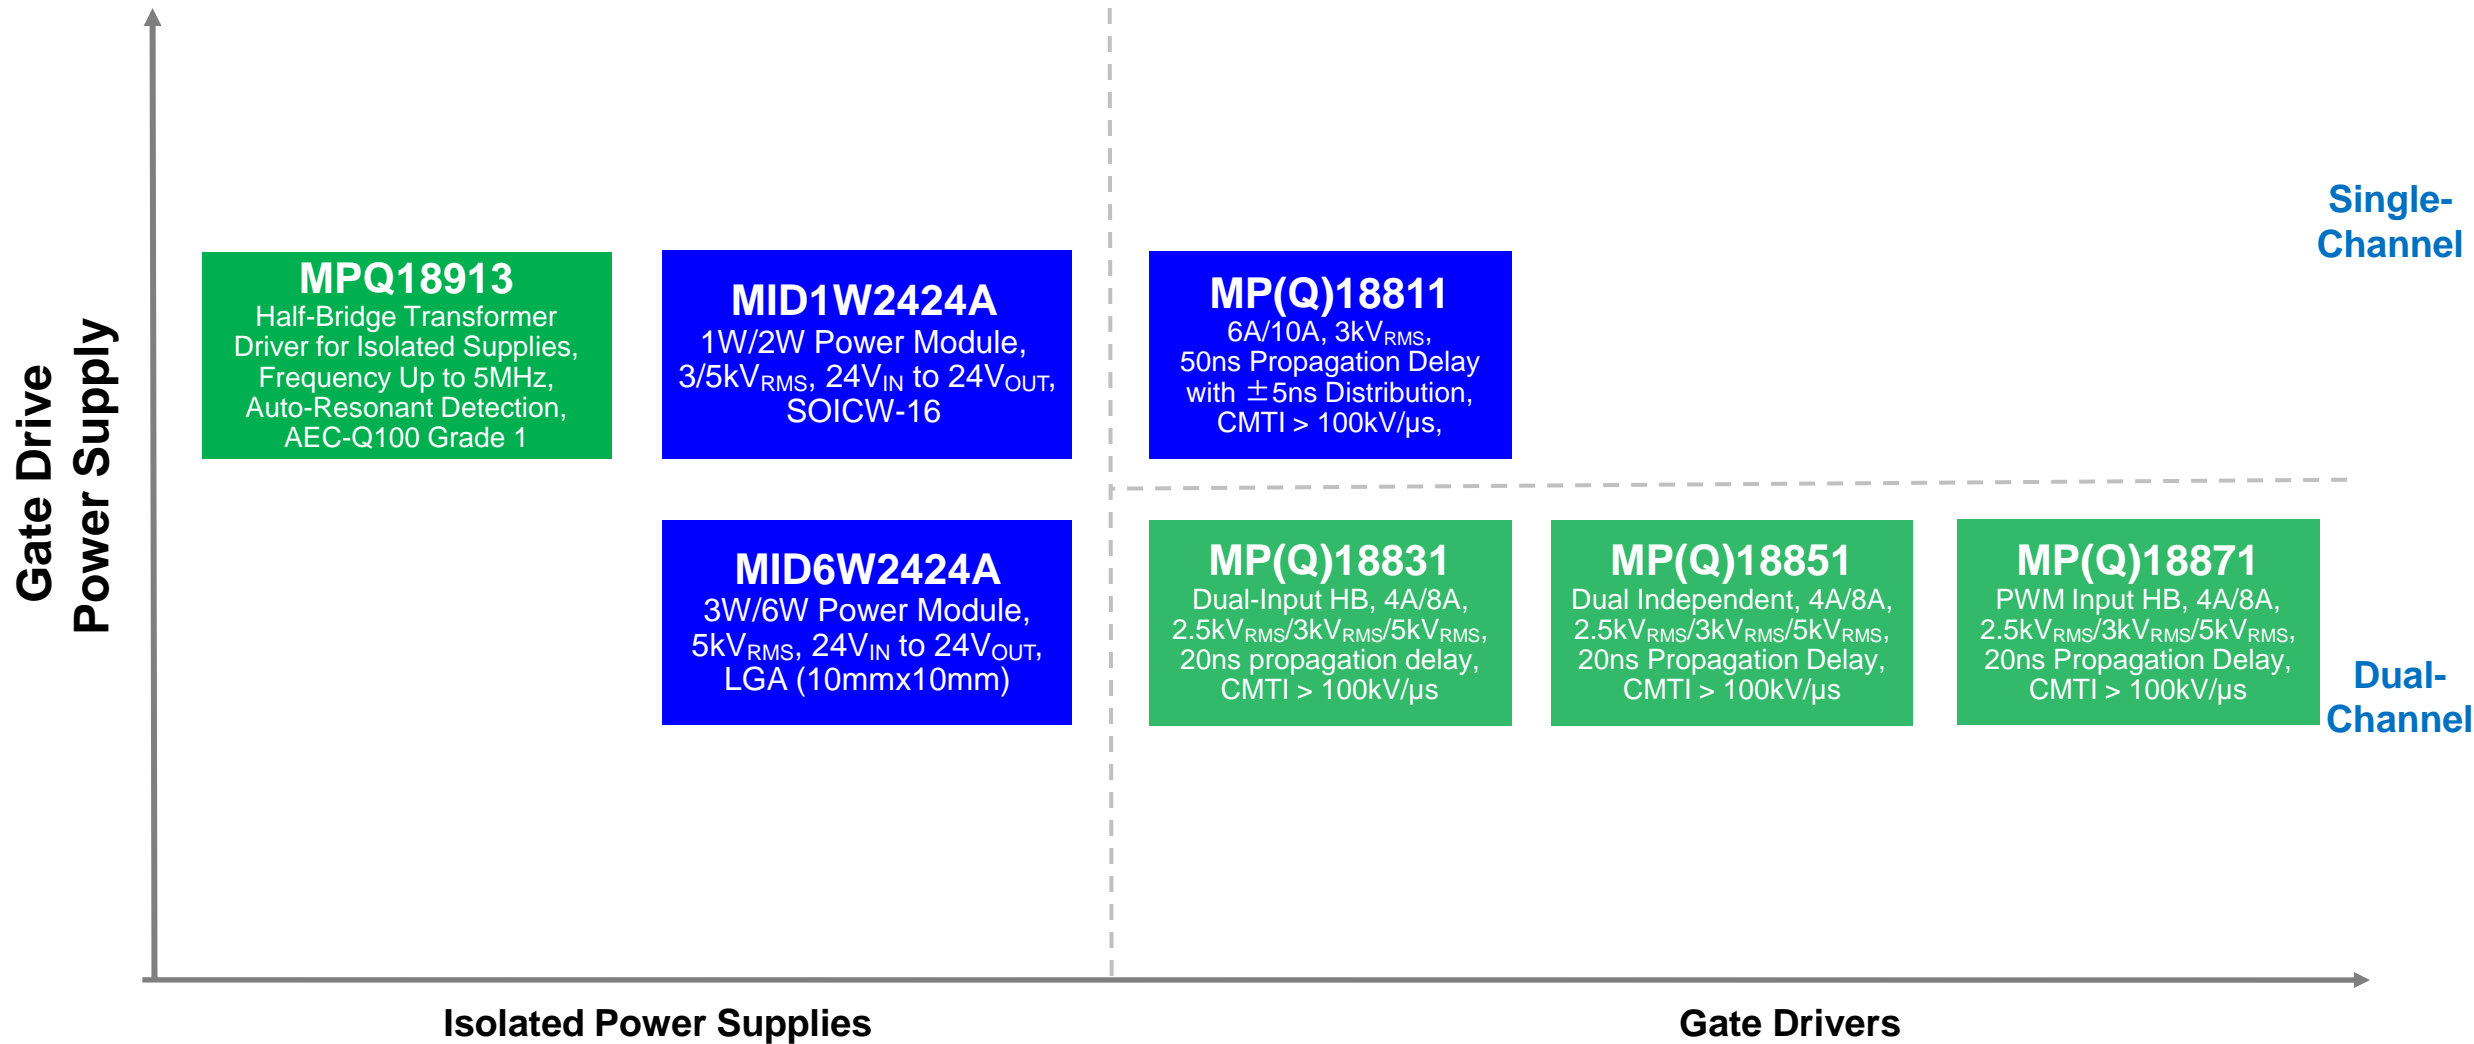 Gate Drive
Power Supply
MPQ18913
Half-Bridge Transformer
Driver for Isolated Supplies,
Frequency Up to 5MHz,
Auto-Resonant Detection,
AEC-Q100 Grade 1
MID1W2424A
1W/2W Power Module,
3/5kVRMS, 24VIN to 24VOUT,
SOICW-16
MP(Q)18811
6A/10A, 3kVRMS,
50ns Propagation Delay
with ±5ns Distribution,
CMTI > 100kV/µs,
Single-
Channel
MID6W2424A
3W/6W Power Module,
5kVRMS, 24VIN to 24VOUT,
LGA (10mmx10mm)
MP(Q)18831
Dual-Input HB, 4A/8A,
2.5kVRMS/3kVRMS/5kVRMS,
20ns propagation delay,
CMTI > 100kV/µs
MP(Q)18851
Dual Independent, 4A/8A,
2.5kVRMS/3kVRMS/5kVRMS,
20ns Propagation Delay,
CMTI > 100kV/µs
MP(Q)18871
PWM Input HB, 4A/8A,
2.5kVRMS/3kVRMS/5kVRMS,
20ns Propagation Delay,
CMTI > 100kV/µs
Dual-
Channel
Isolated Power Supplies
Gate Drivers